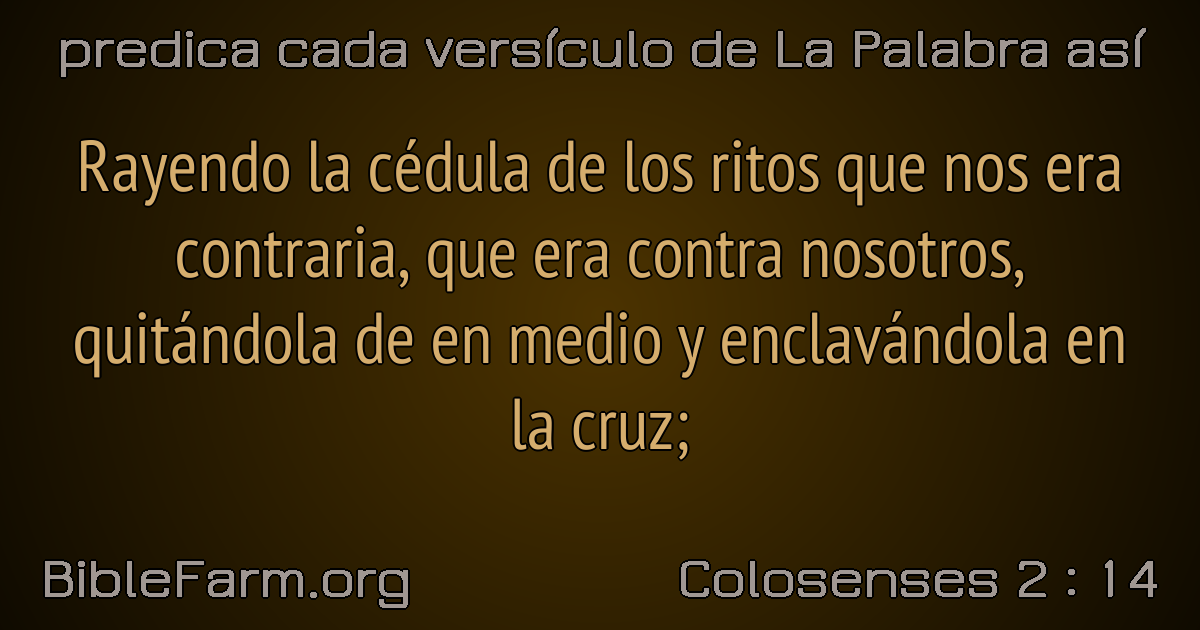 predica cada versículo de La Palabra así
Rayendo la cédula de los ritos que nos era
contraria, que era contra nosotros,
quitándola de en medio y enclavándola en
la cruz;
BibleFarm.org
Colosenses 2 : 14